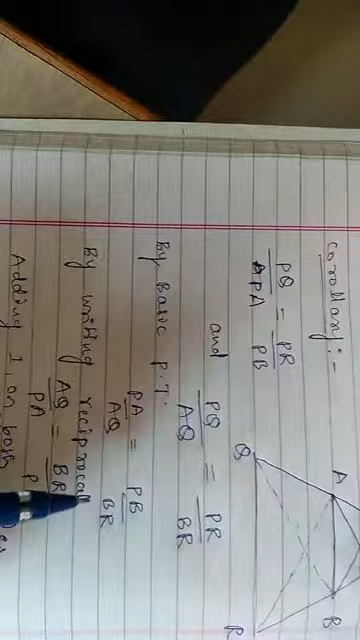 Corollary :-
PQ/PA = PR/PB
and PQ/AQ = PR/BR
By Basic P.T.
PA/AQ = PB/BR
By writing reciprocal
AQ/PA = BR/P
Adding 1, on both
A
Q
B
R